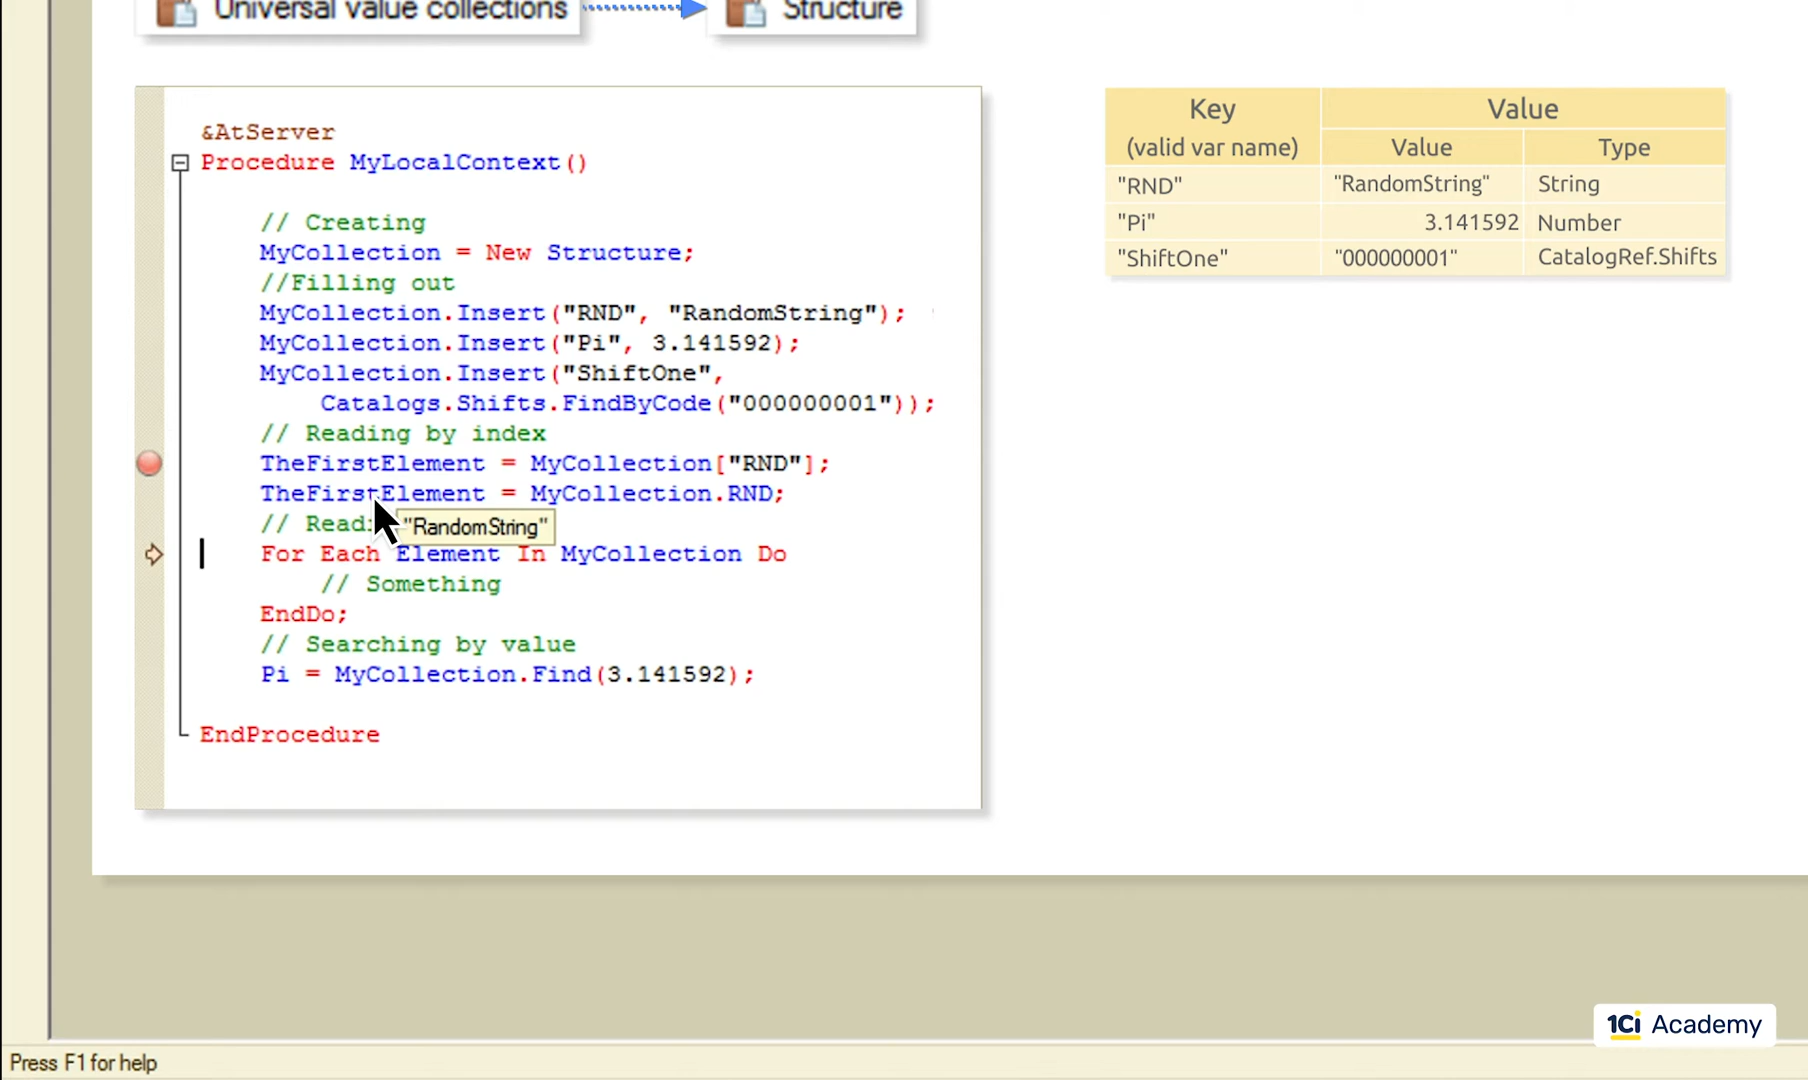 Universal value collections
Structure
&AtServer
Procedure MyLocalContext()
// Creating
MyCollection = New Structure;
//Filling out
MyCollection.Insert("RND", "RandomString");
MyCollection.Insert("Pi", 3.141592);
MyCollection.Insert("ShiftOne",
Catalogs.Shifts.FindByCode("000000001"));
// Reading by index
TheFirstElement = MyCollection["RND"];
TheFirstElement = MyCollection.RND;
//
"RandomString"
For Each Element In MyCollection Do
// Something
EndDo;
// Searching by value
Pi = MyCollection.Find(3.141592);
EndProcedure
Key Value
(valid var name) Value Type
"RND" "RandomString" String
"Pi" 3.141592 Number
"ShiftOne" "000000001" CatalogRef.Shifts
1Ci Academy
Press F1 for help